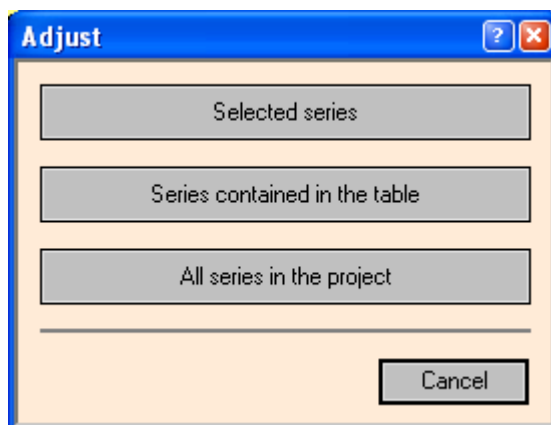 Adjust
?
Selected series
Series contained in the table
All series in the project
Cancel